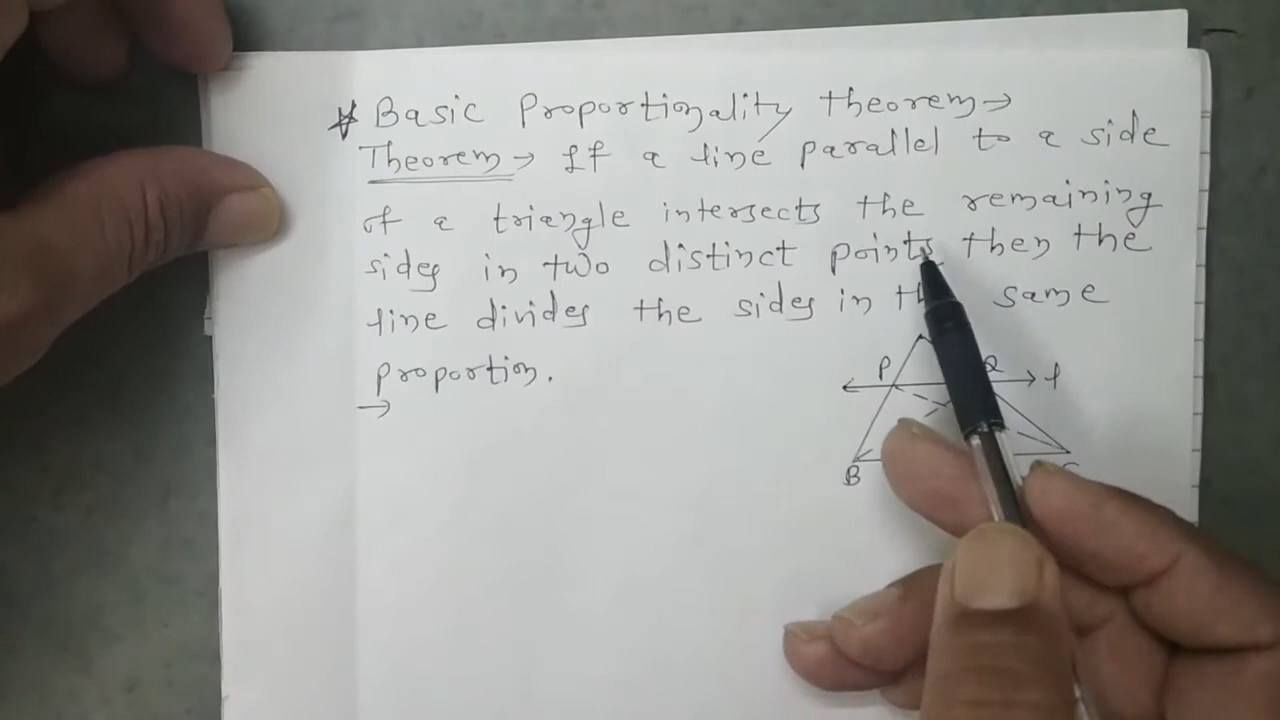 * Basic Proportionality theorem →
Theorem → If a line parallel to a side
of a triangle intersects the remaining
sides in two distinct points then the
line divides the sides in the same
proportion.
→
P Q l
B C